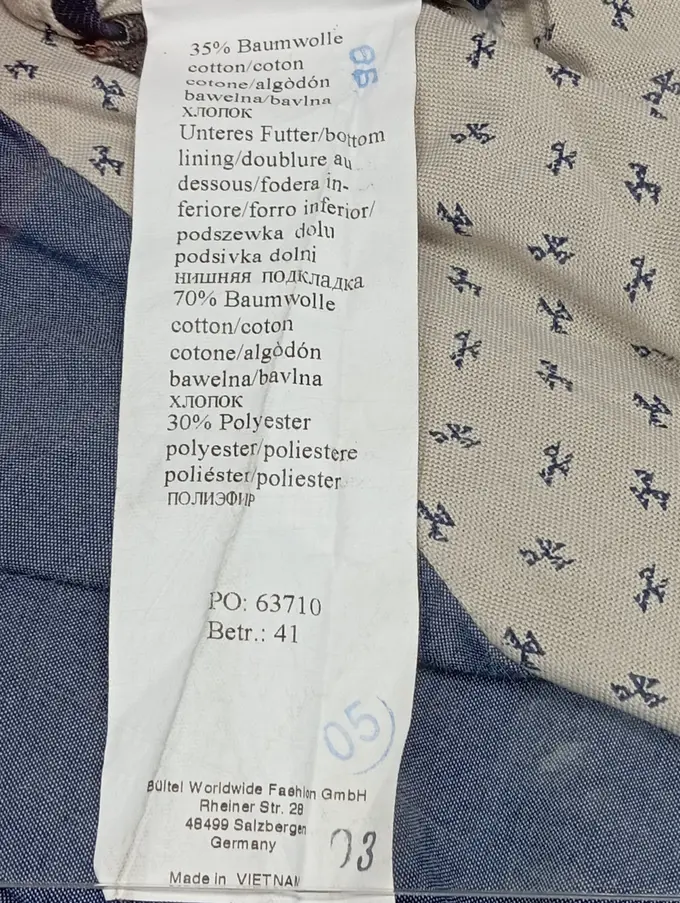 35% Baumwolle
cotton/coton
cotone/algòdón
bawełna/bavlna
хлопок
Unteres Futter/bottom
lining/doublure au
dessous/fodera in-
feriore/forro inferior/
podszewka dolu
podsivka dolni
нишняя подкладка
70% Baumwolle
cotton/coton
cotone/algòdón
bawełna/bavlna
хлопок
30% Polyester
polyester/poliestere
poliéster/poliester
полиэфир
PO: 63710
Betr.: 41
05
Bültel Worldwide Fashion GmbH
Rheiner Str. 28
48499 Salzbergen
Germany
03
Made in VIETNAM